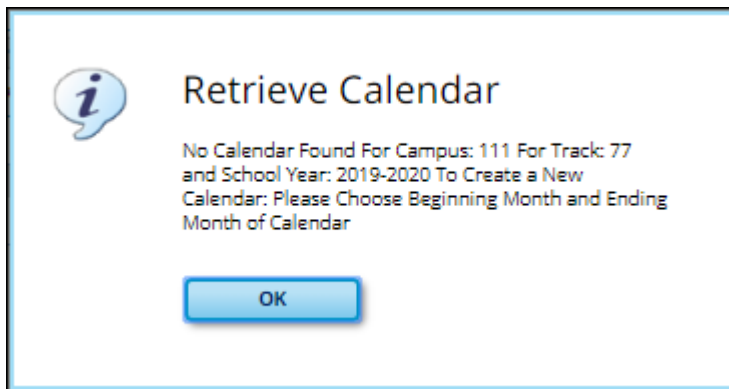 Retrieve Calendar
No Calendar Found For Campus: 111 For Track: 77
and School Year: 2019-2020 To Create a New
Calendar: Please Choose Beginning Month and Ending
Month of Calendar
OK